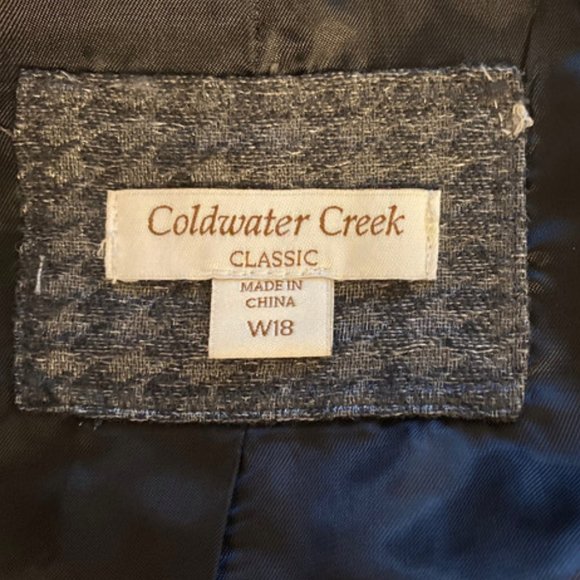 Coldwater Creek
CLASSIC
MADE IN
CHINA
W18